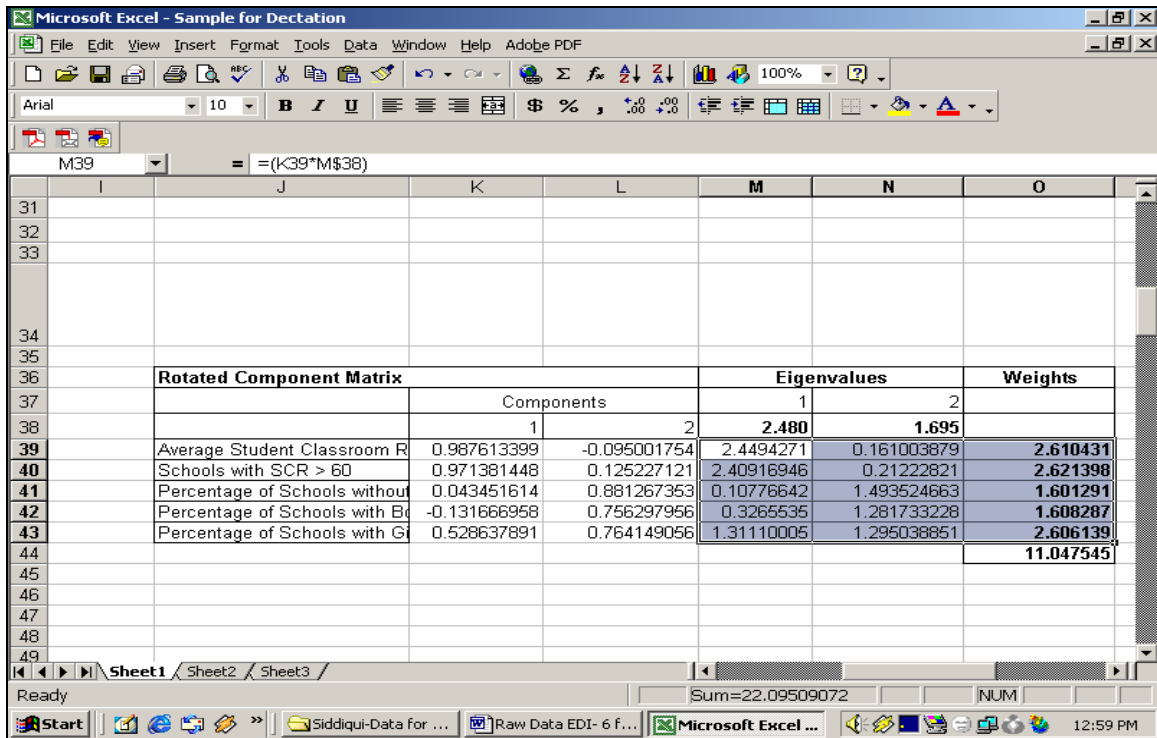 Microsoft Excel - Sample for Dectation
File Edit View Insert Format Tools Data Window Help Adobe PDF
100%
Arial 10 B I U $ % ,
M39 = =(K39*M$38)
I J K L M N O
31
32
33
34
35
36 Rotated Component Matrix Eigenvalues Weights
37 Components 1 2
38 1 2 2.480 1.695
39 Average Student Classroom R 0.987613399 -0.095001754 2.4494271 0.161003879 2.610431
40 Schools with SCR > 60 0.971381448 0.125227121 2.40916946 0.21222821 2.621398
41 Percentage of Schools without 0.043451614 0.881267353 0.10776642 1.493524663 1.601291
42 Percentage of Schools with Bo -0.131666958 0.756297956 0.3265535 1.281733228 1.608287
43 Percentage of Schools with Gi 0.528637891 0.764149056 1.31110005 1.295038851 2.606139
44 11.047545
45
46
47
48
49
Sheet1 Sheet2 Sheet3
Ready Sum=22.09509072 NUM
Start » Siddiqui-Data for ... Raw Data EDI- 6 f... Microsoft Excel ... 12:59 PM